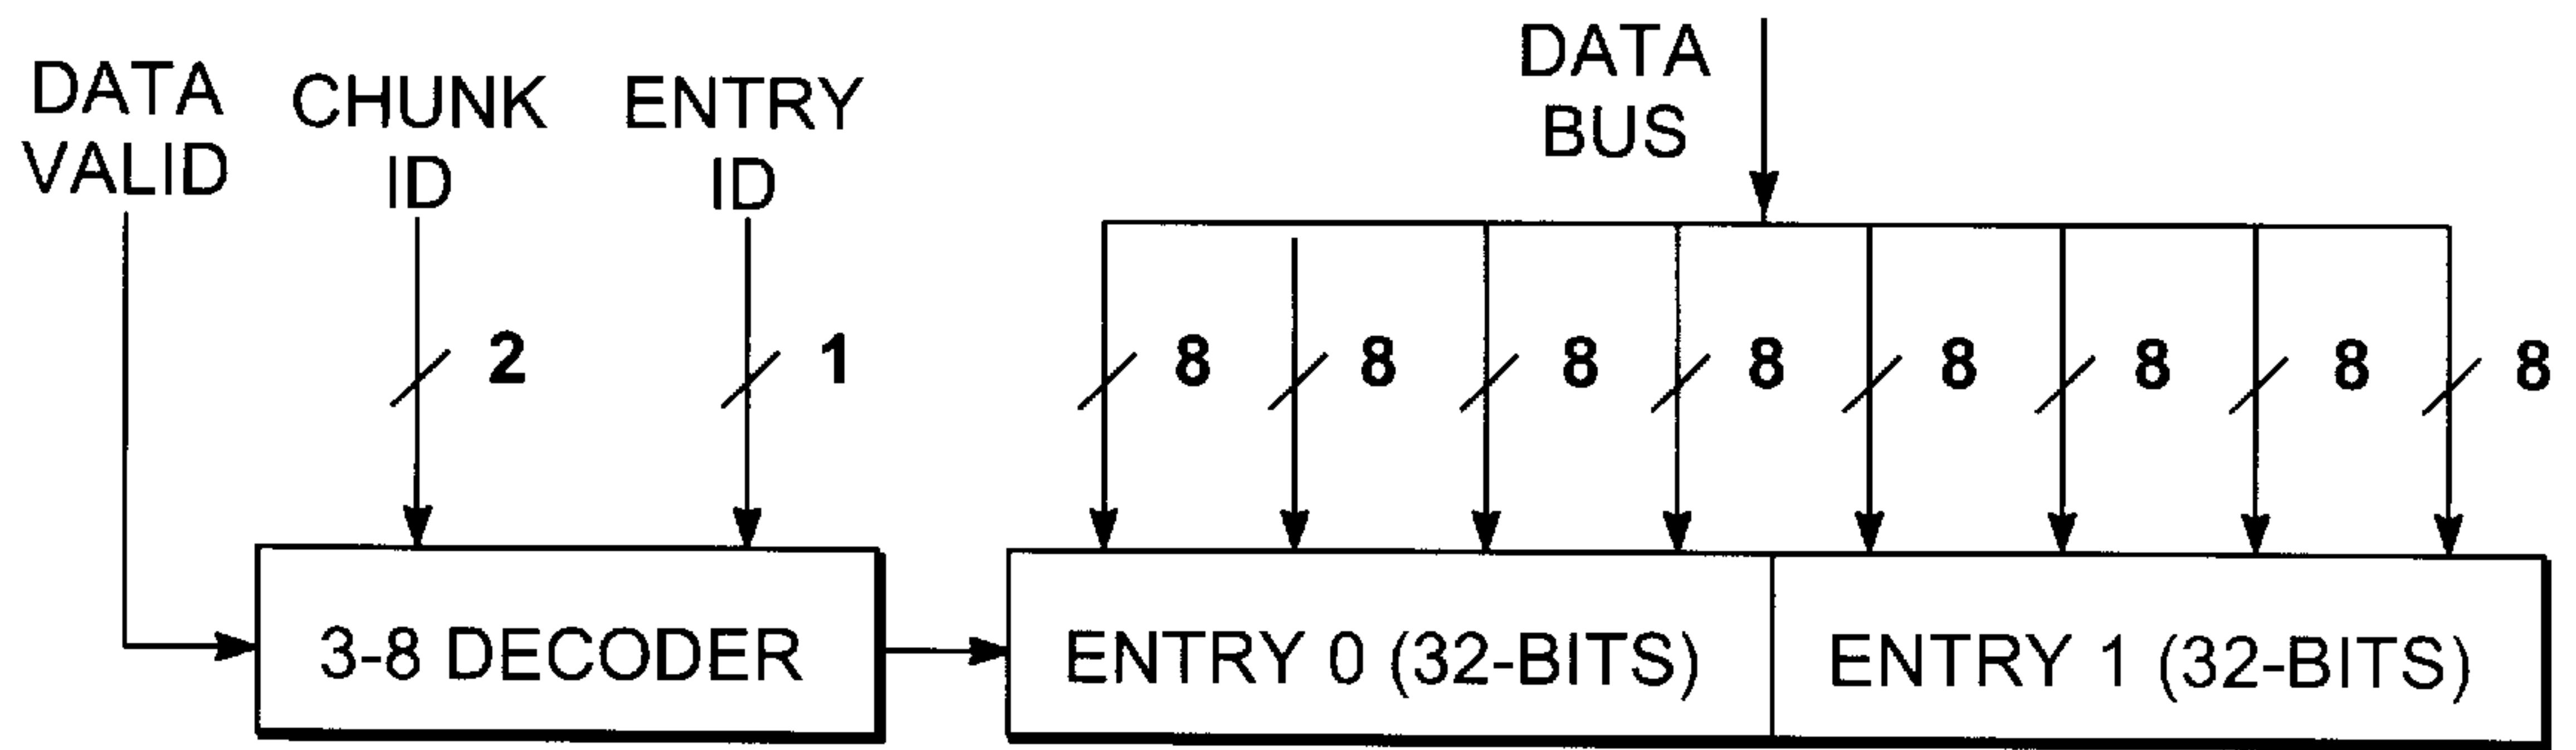 DATA
VALID
CHUNK
ID
ENTRY
ID
DATA
BUS
2
1
8
8
8
8
8
8
8
8
3-8 DECODER
ENTRY 0 (32-BITS)
ENTRY 1 (32-BITS)